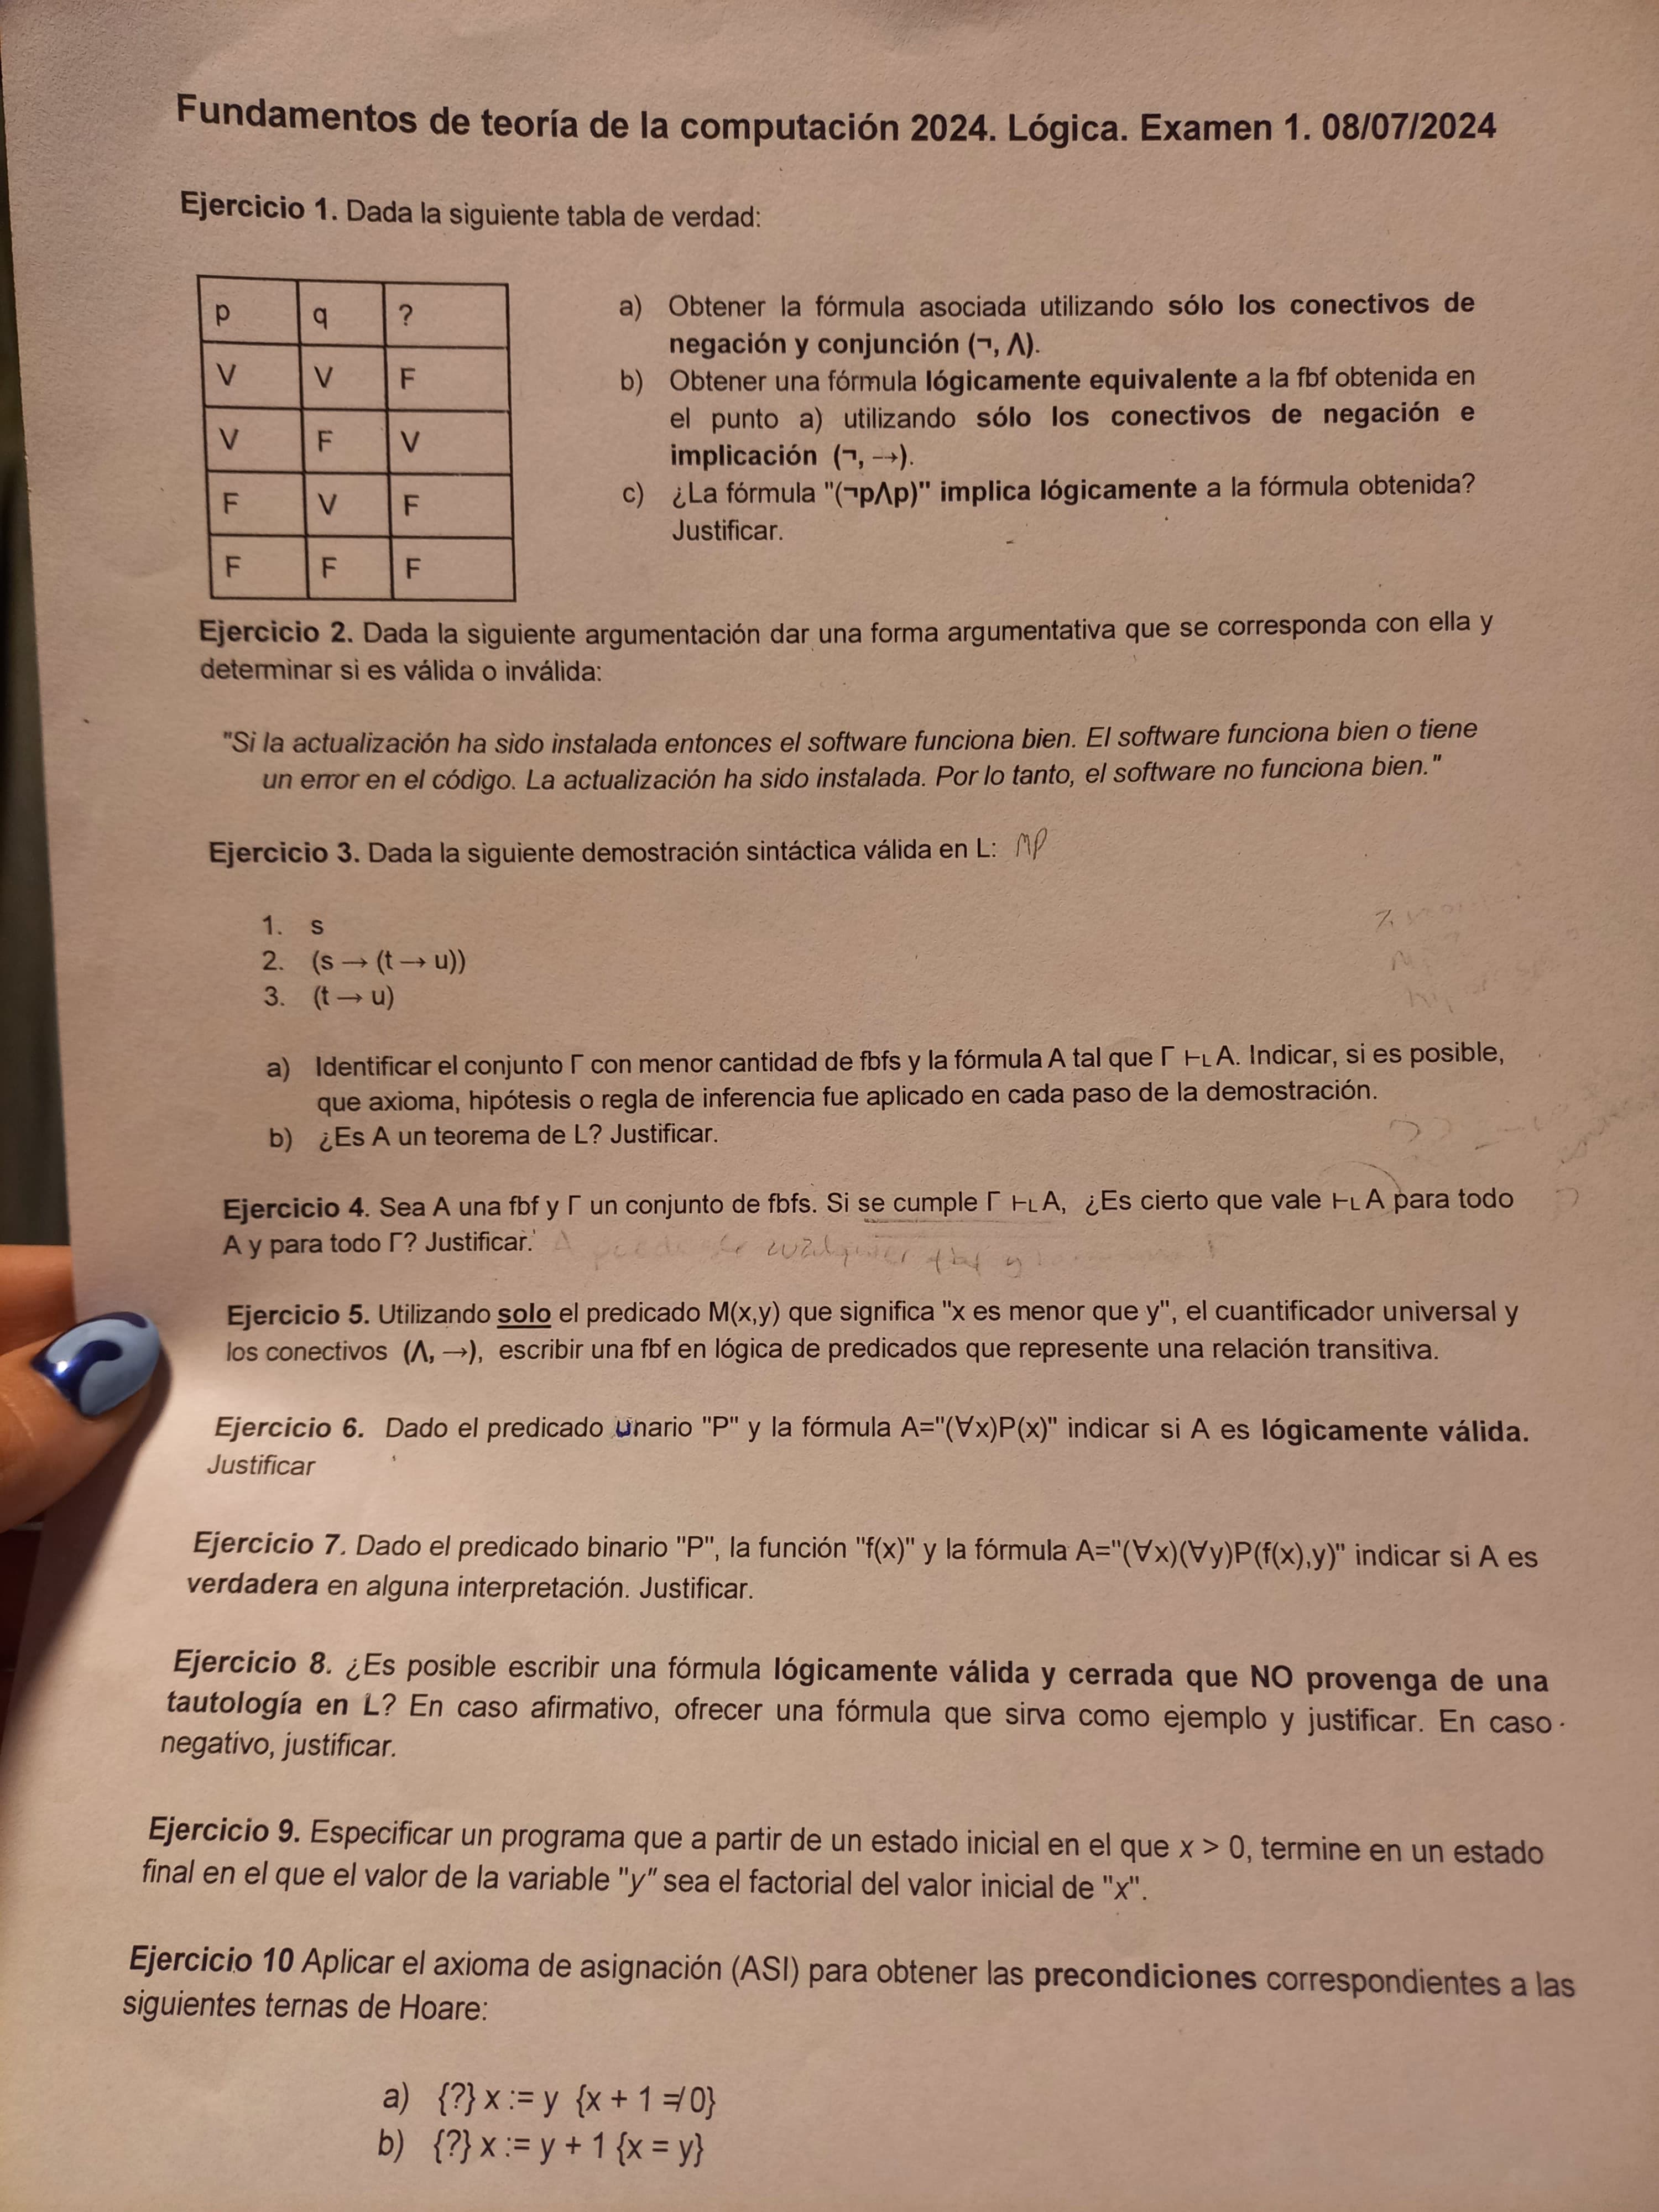 Fundamentos de teoría de la computación 2024. Lógica. Examen 1. 08/07/2024
Ejercicio 1. Dada la siguiente tabla de verdad:
p q ?
V V F
V F V
F V F
F F F
a) Obtener la fórmula asociada utilizando sólo los conectivos de
negación y conjunción (¬, Λ).
b) Obtener una fórmula lógicamente equivalente a la fbf obtenida en
el punto a) utilizando sólo los conectivos de negación e
implicación (¬, →).
c) ¿La fórmula "(¬pΛp)" implica lógicamente a la fórmula obtenida?
Justificar.
Ejercicio 2. Dada la siguiente argumentación dar una forma argumentativa que se corresponda con ella y
determinar si es válida o inválida:
"Si la actualización ha sido instalada entonces el software funciona bien. El software funciona bien o tiene
un error en el código. La actualización ha sido instalada. Por lo tanto, el software no funciona bien."
Ejercicio 3. Dada la siguiente demostración sintáctica válida en L: MP
1. s
2. (s → (t → u))
3. (t → u)
a) Identificar el conjunto Γ con menor cantidad de fbfs y la fórmula A tal que Γ ⊢L A. Indicar, si es posible,
que axioma, hipótesis o regla de inferencia fue aplicado en cada paso de la demostración.
b) ¿Es A un teorema de L? Justificar.
Ejercicio 4. Sea A una fbf y Γ un conjunto de fbfs. Si se cumple Γ ⊢L A, ¿Es cierto que vale ⊢L A para todo
A y para todo Γ? Justificar.
Ejercicio 5. Utilizando solo el predicado M(x,y) que significa "x es menor que y", el cuantificador universal y
los conectivos (Λ, →), escribir una fbf en lógica de predicados que represente una relación transitiva.
Ejercicio 6. Dado el predicado unario "P" y la fórmula A="(∀x)P(x)" indicar si A es lógicamente válida.
Justificar
Ejercicio 7. Dado el predicado binario "P", la función "f(x)" y la fórmula A="(∀x)(∀y)P(f(x),y)" indicar si A es
verdadera en alguna interpretación. Justificar.
Ejercicio 8. ¿Es posible escribir una fórmula lógicamente válida y cerrada que NO provenga de una
tautología en L? En caso afirmativo, ofrecer una fórmula que sirva como ejemplo y justificar. En caso
negativo, justificar.
Ejercicio 9. Especificar un programa que a partir de un estado inicial en el que x > 0, termine en un estado
final en el que el valor de la variable "y" sea el factorial del valor inicial de "x".
Ejercicio 10 Aplicar el axioma de asignación (ASI) para obtener las precondiciones correspondientes a las
siguientes ternas de Hoare:
a) {?} x := y {x + 1 ≠ 0}
b) {?} x := y + 1 {x = y}